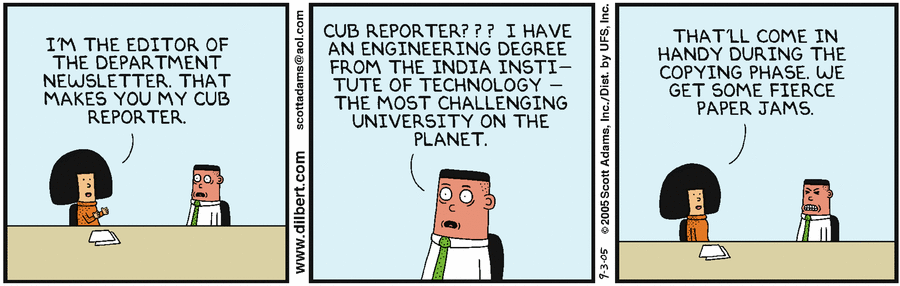 I'M THE EDITOR OF
THE DEPARTMENT
NEWSLETTER. THAT
MAKES YOU MY CUB
REPORTER.
www.dilbert.com scottadams@aol.com
CUB REPORTER??? I HAVE
AN ENGINEERING DEGREE
FROM THE INDIA INSTI-
TUTE OF TECHNOLOGY –
THE MOST CHALLENGING
UNIVERSITY ON THE
PLANET.
9-3-05 © 2005 Scott Adams, Inc./Dist. by UFS, Inc.
THAT'LL COME IN
HANDY DURING THE
COPYING PHASE. WE
GET SOME FIERCE
PAPER JAMS.